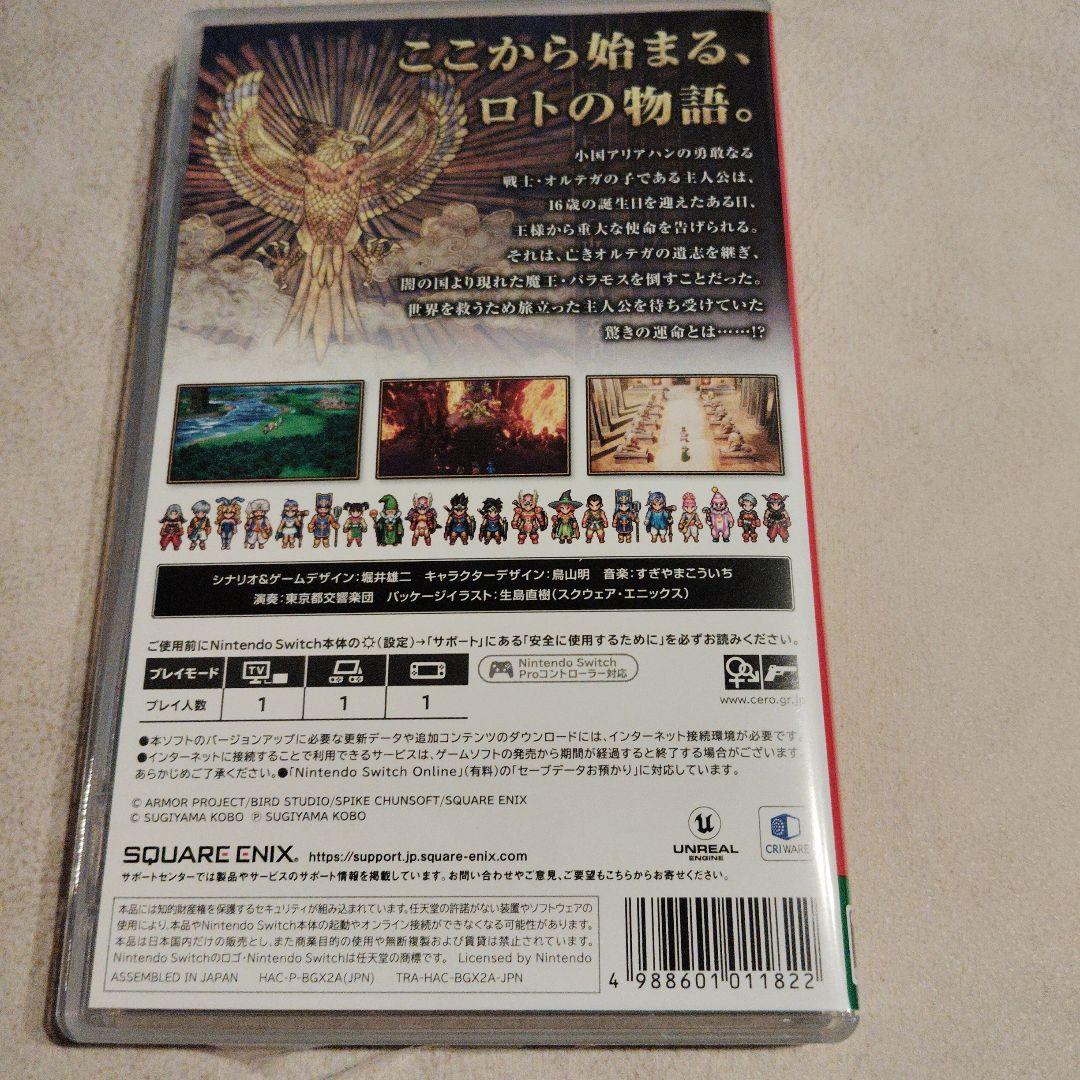 ここから始まる、
ロトの物語。
小国アリアハンの勇敢なる
戦士・オルテガの子である主人公は、
16歳の誕生日を迎えたある日、
王様から重大な使命を告げられる。
それは、亡きオルテガの遺志を継ぎ、
闇の国より現れた魔王・バラモスを倒すことだった。
世界を救うため旅立った主人公を待ち受けていた
驚きの運命とは……!?
シナリオ&ゲームデザイン:堀井雄二 キャラクターデザイン:鳥山明 音楽:すぎやまこういち
演奏:東京都交響楽団 パッケージイラスト:生島直樹(スクウェア・エニックス)
ご使用前にNintendo Switch本体の(設定)→「サポート」にある「安全に使用するために」を必ずお読みください。
プレイモード TV
プレイ人数 1 1 1
Nintendo Switch
Proコントローラー対応
www.cero.gr.jp
●本ソフトのバージョンアップに必要な更新データや追加コンテンツのダウンロードには、インターネット接続環境が必要です。
●インターネットに接続することで利用できるサービスは、ゲームソフトの発売から期間が経過すると終了する場合がございます。
あらかじめご了承ください。●「Nintendo Switch Online」(有料)の「セーブデータお預かり」に対応しています。
© ARMOR PROJECT/BIRD STUDIO/SPIKE CHUNSOFT/SQUARE ENIX
© SUGIYAMA KOBO ℗ SUGIYAMA KOBO
UNREAL
ENGINE
CRIWARE
SQUARE ENIX. https://support.jp.square-enix.com
サポートセンターでは製品やサービスのサポート情報を掲載しています。お問い合わせやご意見、ご要望もこちらからお寄せください。
本品には知的財産権を保護するセキュリティが組み込まれています。任天堂の許諾がない装置やソフトウェアの
使用により、本品やNintendo Switch本体の起動やオンライン接続ができなくなる可能性があります。
本品は日本国内だけの販売とし、また商業目的の使用や無断複製および賃貸は禁止されています。
Nintendo Switchのロゴ・Nintendo Switchは任天堂の商標です。 Licensed by Nintendo
ASSEMBLED IN JAPAN HAC-P-BGX2A(JPN) TRA-HAC-BGX2A-JPN
4 988601 011822